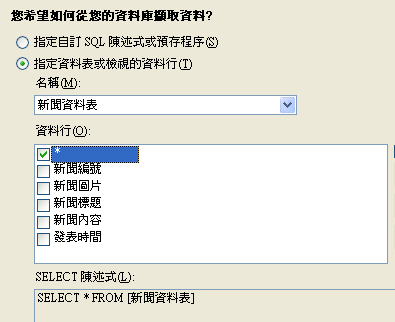 您希望如何從您的資料庫擷取資料?
指定自訂 SQL 陳述式或預存程序(S)
指定資料表或檢視的資料行(T)
名稱(M):
新聞資料表
資料行(O):
*
新聞編號
新聞圖片
新聞標題
新聞內容
發表時間
SELECT 陳述式(L):
SELECT * FROM [新聞資料表]